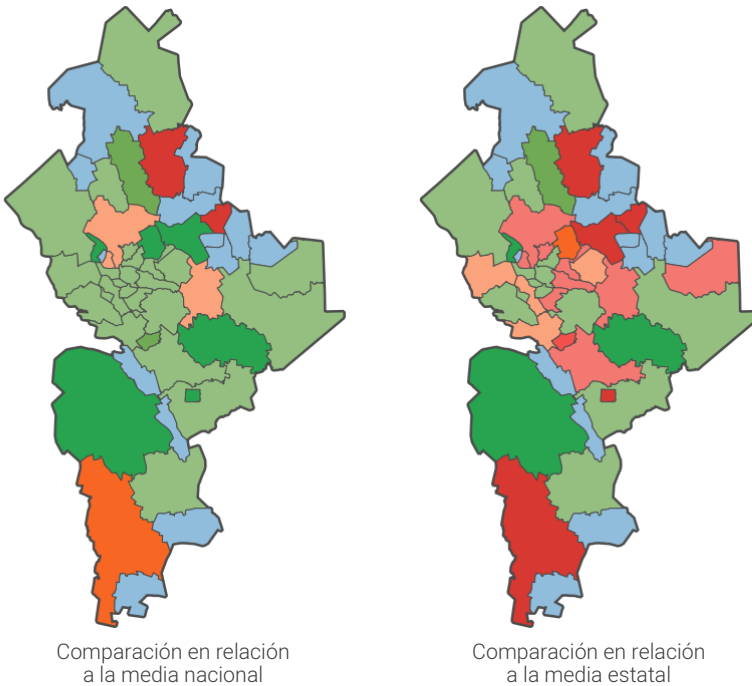 Comparación en relación
a la media nacional
Comparación en relación
a la media estatal